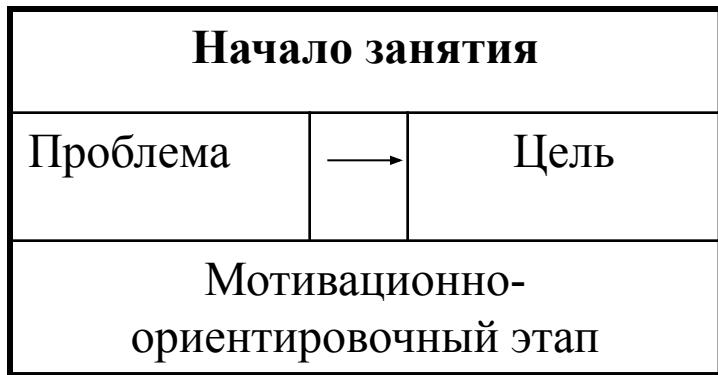 Начало занятия
Проблема → Цель
Мотивационно-
ориентировочный этап